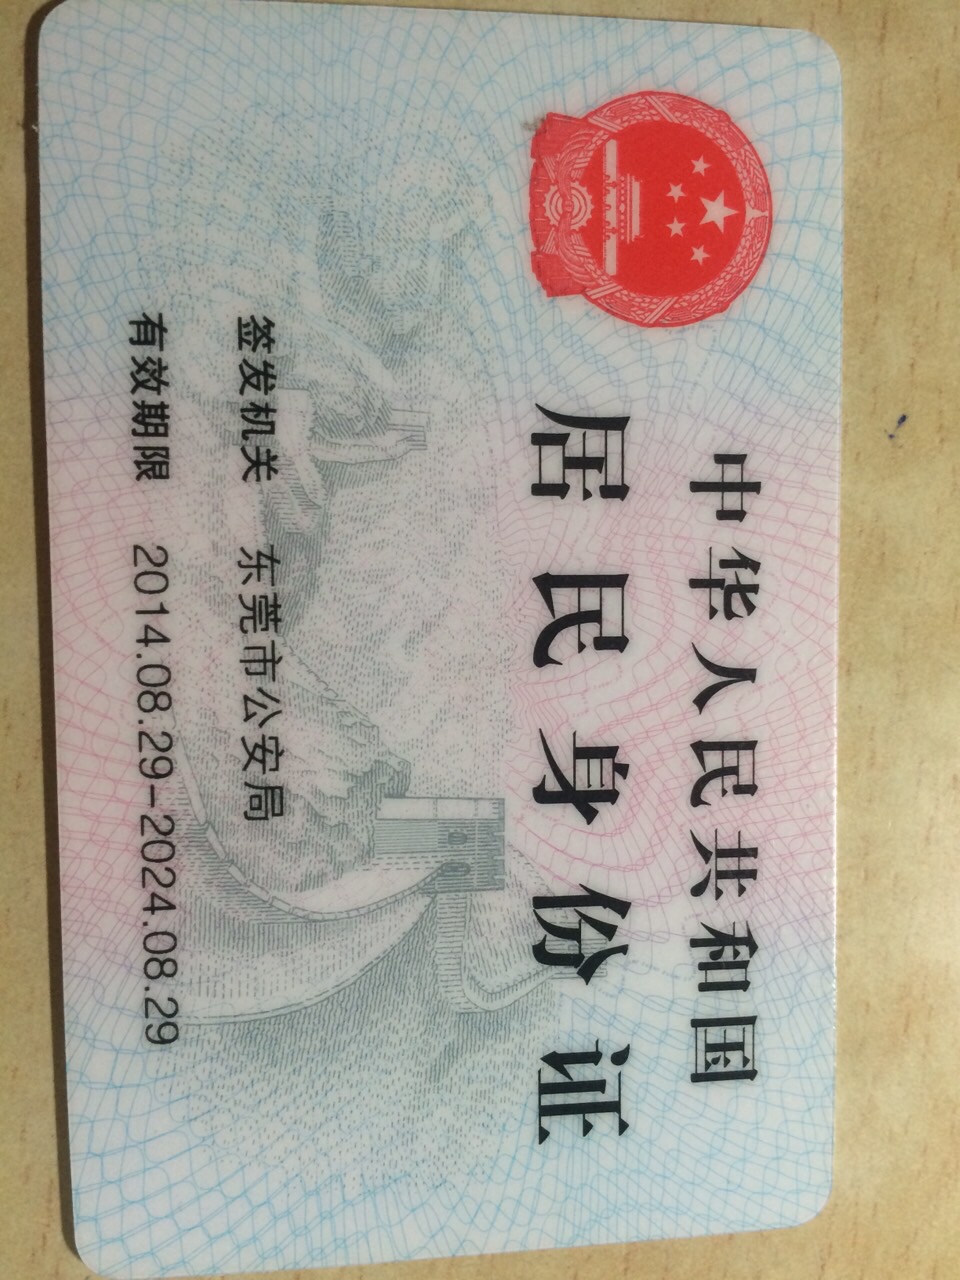 中华人民共和国
居民身份证
签发机关 东莞市公安局
有效期限 2014.08.29-2024.08.29